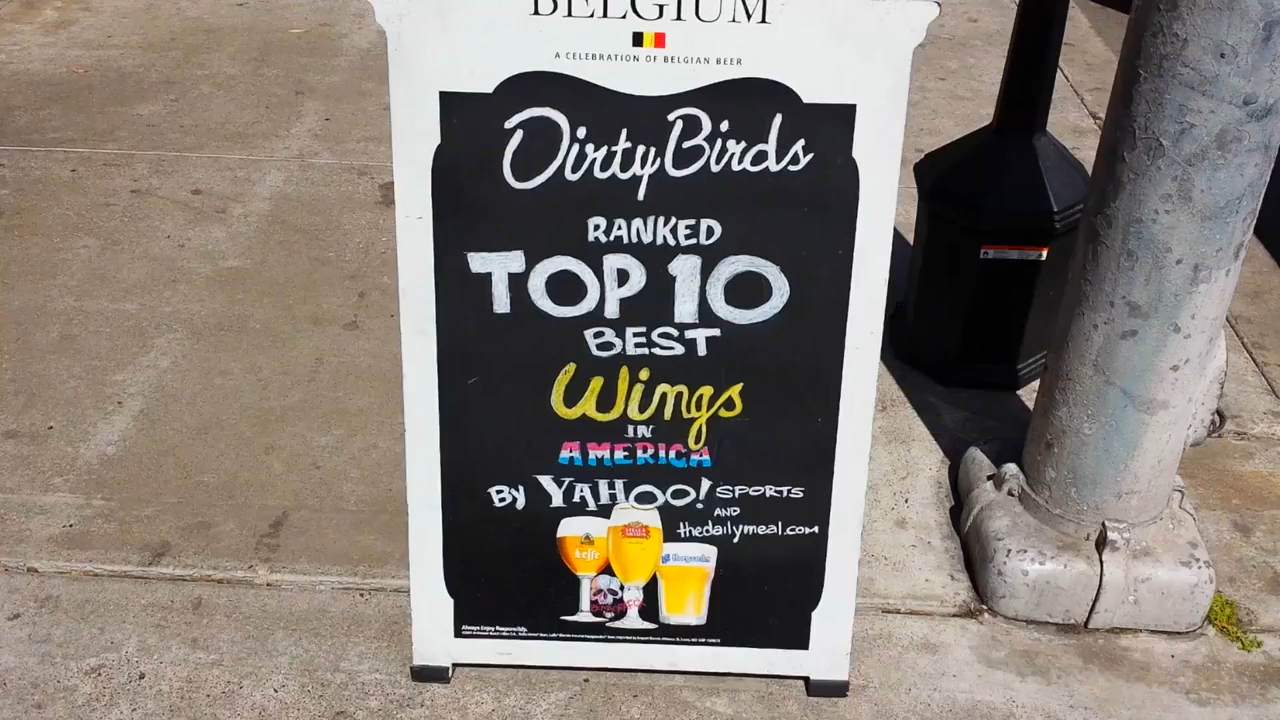 BELGIUM
A CELEBRATION OF BELGIAN BEER
Dirty Birds
RANKED
TOP 10
BEST
Wings
IN
AMERICA
BY YAHOO! SPORTS
AND
thedailymeal.com
Leffe
STELLA ARTOIS
Hoegaarden
Always Enjoy Responsibly.